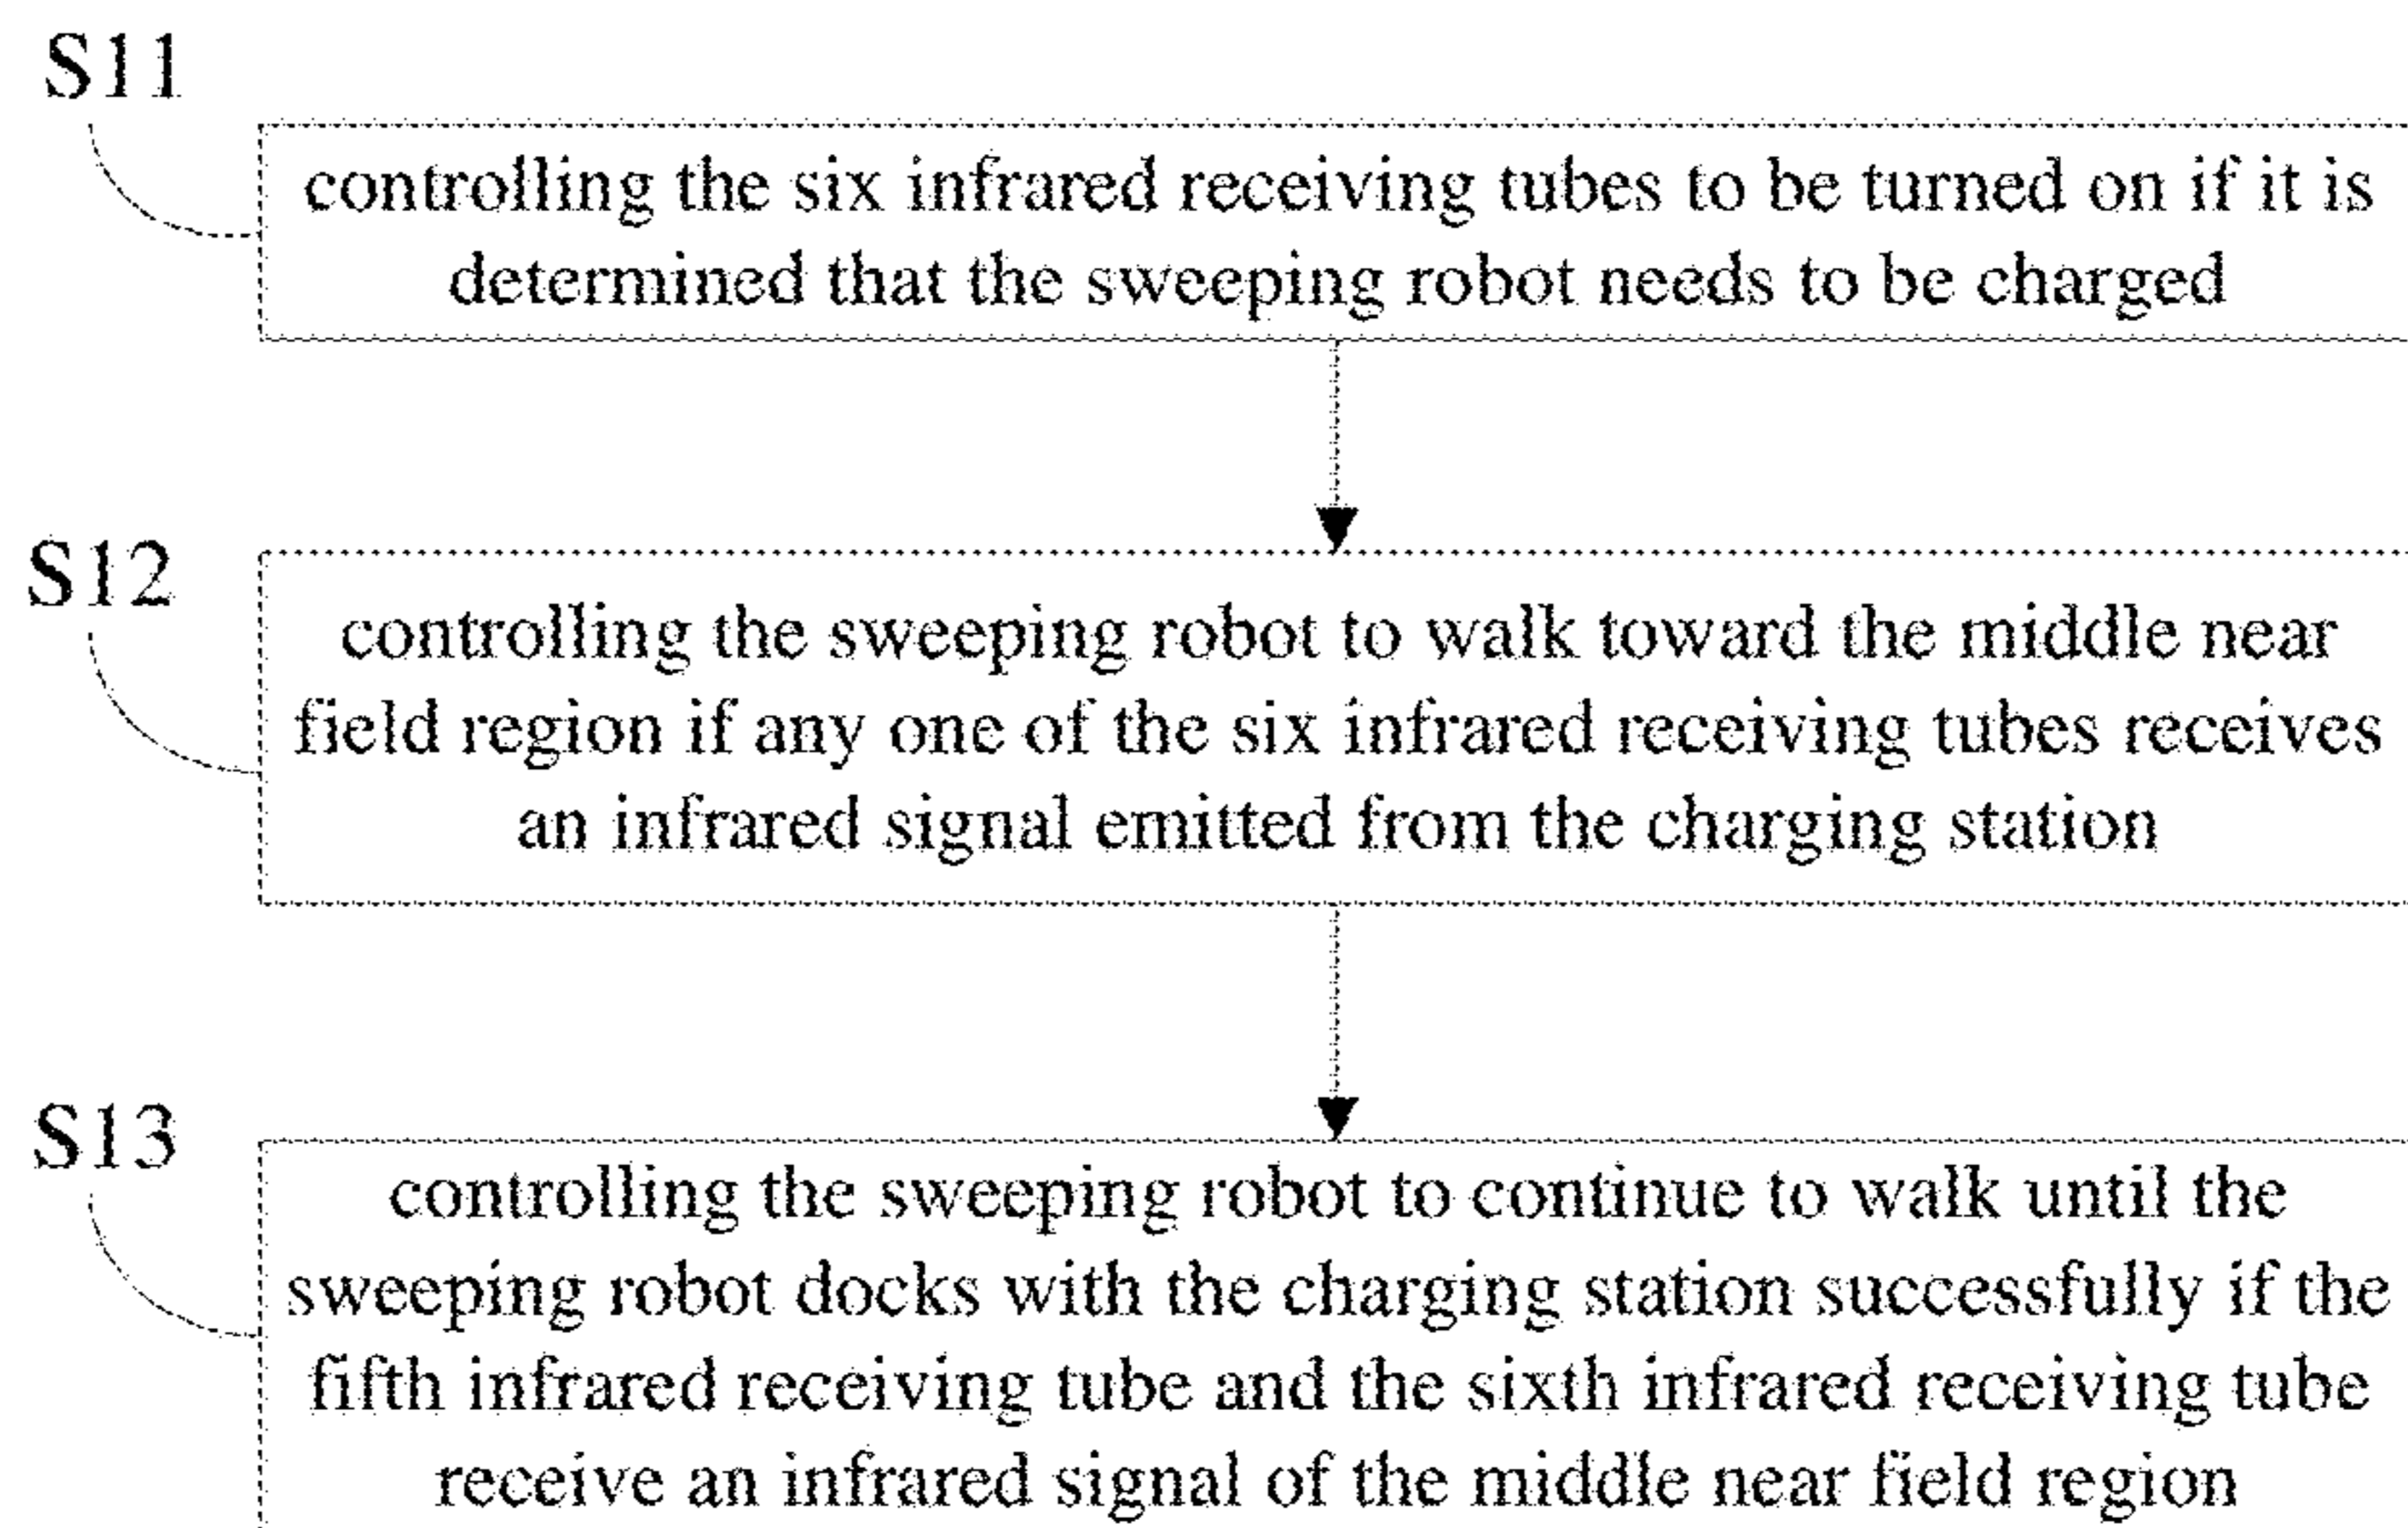 S11
controlling the six infrared receiving tubes to be turned on if it is
determined that the sweeping robot needs to be charged
S12
controlling the sweeping robot to walk toward the middle near
field region if any one of the six infrared receiving tubes receives
an infrared signal emitted from the charging station
S13
controlling the sweeping robot to continue to walk until the
sweeping robot docks with the charging station successfully if the
fifth infrared receiving tube and the sixth infrared receiving tube
receive an infrared signal of the middle near field region